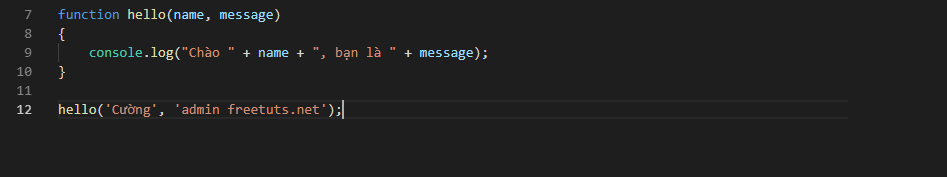 7 function hello(name, message)
8 {
9 console.log("Chào " + name + ", bạn là " + message);
10 }
11
12 hello('Cường', 'admin freetuts.net');